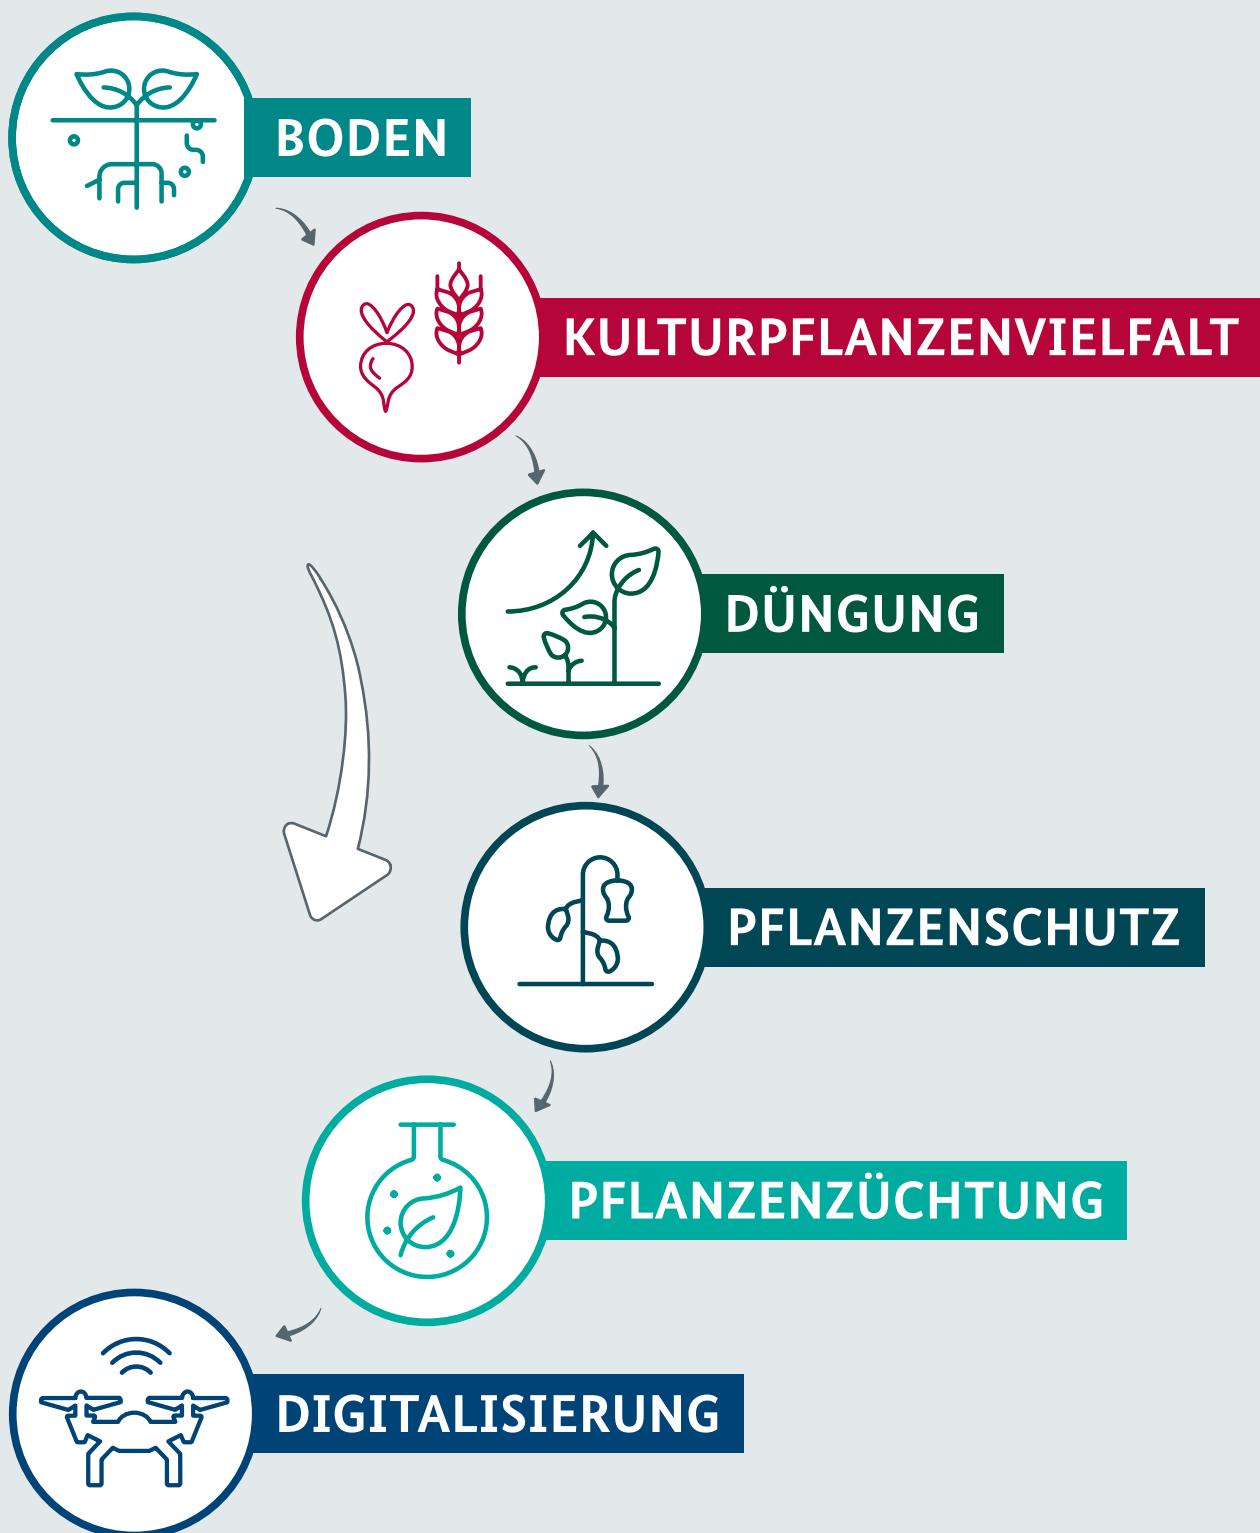 BODEN
KULTURPFLANZENVIELFALT
DÜNGUNG
PFLANZENSCHUTZ
PFLANZENZÜCHTUNG
DIGITALISIERUNG